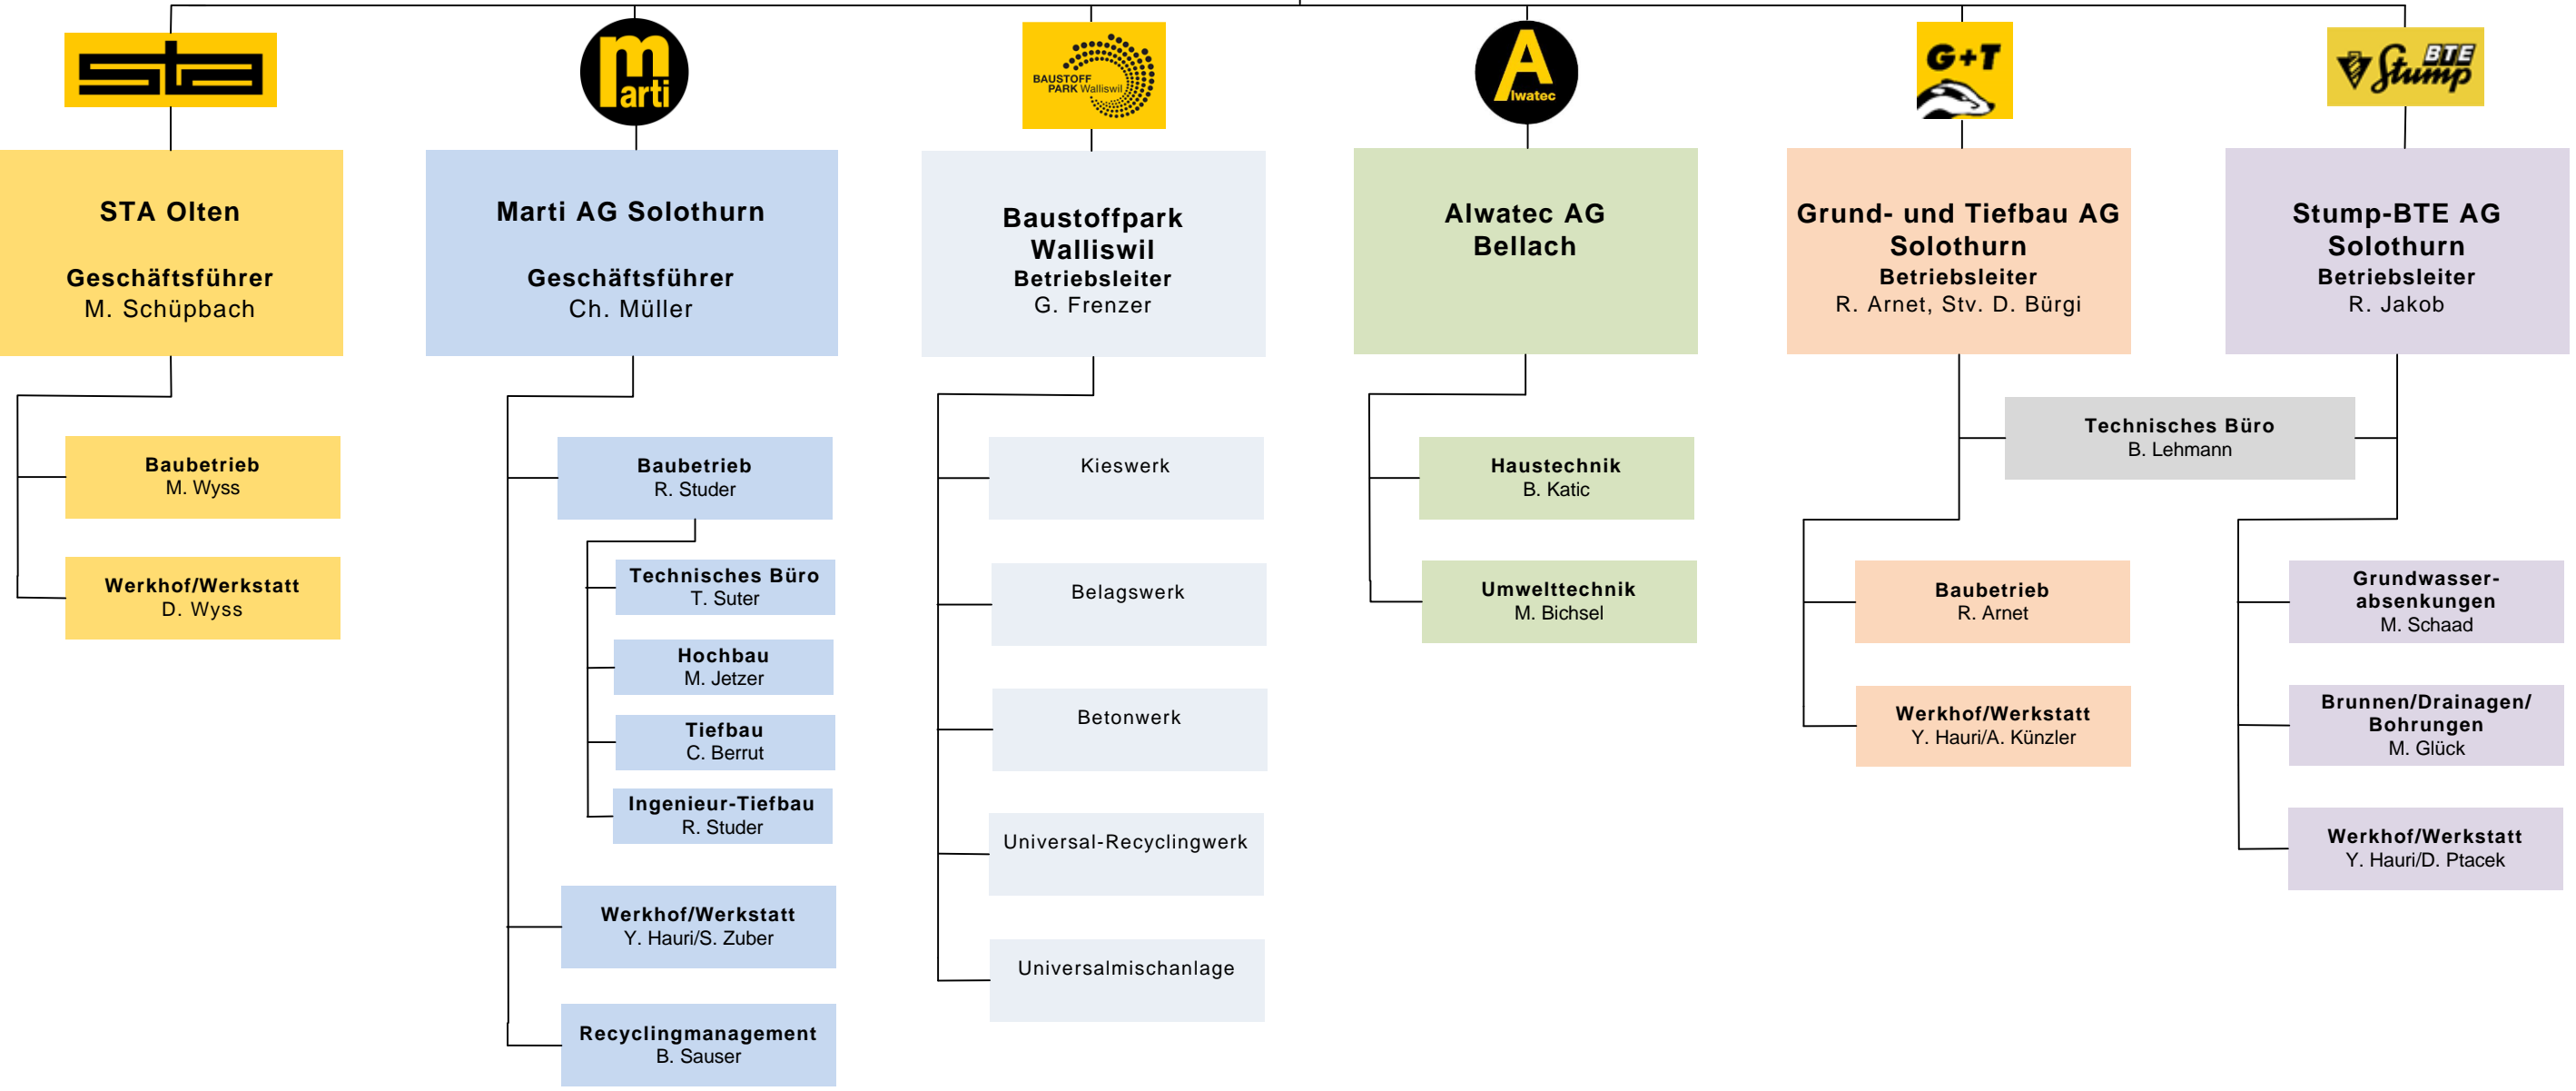 sta
marti
BAUSTOFF
PARK Walliswil
Alwatec
G+T
Stump BTE
STA Olten
Geschäftsführer
M. Schüpbach
Baubetrieb
M. Wyss
Werkhof/Werkstatt
D. Wyss
Marti AG Solothurn
Geschäftsführer
Ch. Müller
Baubetrieb
R. Studer
Technisches Büro
T. Suter
Hochbau
M. Jetzer
Tiefbau
C. Berrut
Ingenieur-Tiefbau
R. Studer
Werkhof/Werkstatt
Y. Hauri/S. Zuber
Recyclingmanagement
B. Sauser
Baustoffpark
Walliswil
Betriebsleiter
G. Frenzer
Kieswerk
Belagswerk
Betonwerk
Universal-Recyclingwerk
Universalmischanlage
Alwatec AG
Bellach
Haustechnik
B. Katic
Umwelttechnik
M. Bichsel
Grund- und Tiefbau AG
Solothurn
Betriebsleiter
R. Arnet, Stv. D. Bürgi
Technisches Büro
B. Lehmann
Baubetrieb
R. Arnet
Werkhof/Werkstatt
Y. Hauri/A. Künzler
Stump-BTE AG
Solothurn
Betriebsleiter
R. Jakob
Grundwasser-
absenkungen
M. Schaad
Brunnen/Drainagen/
Bohrungen
M. Glück
Werkhof/Werkstatt
Y. Hauri/D. Ptacek